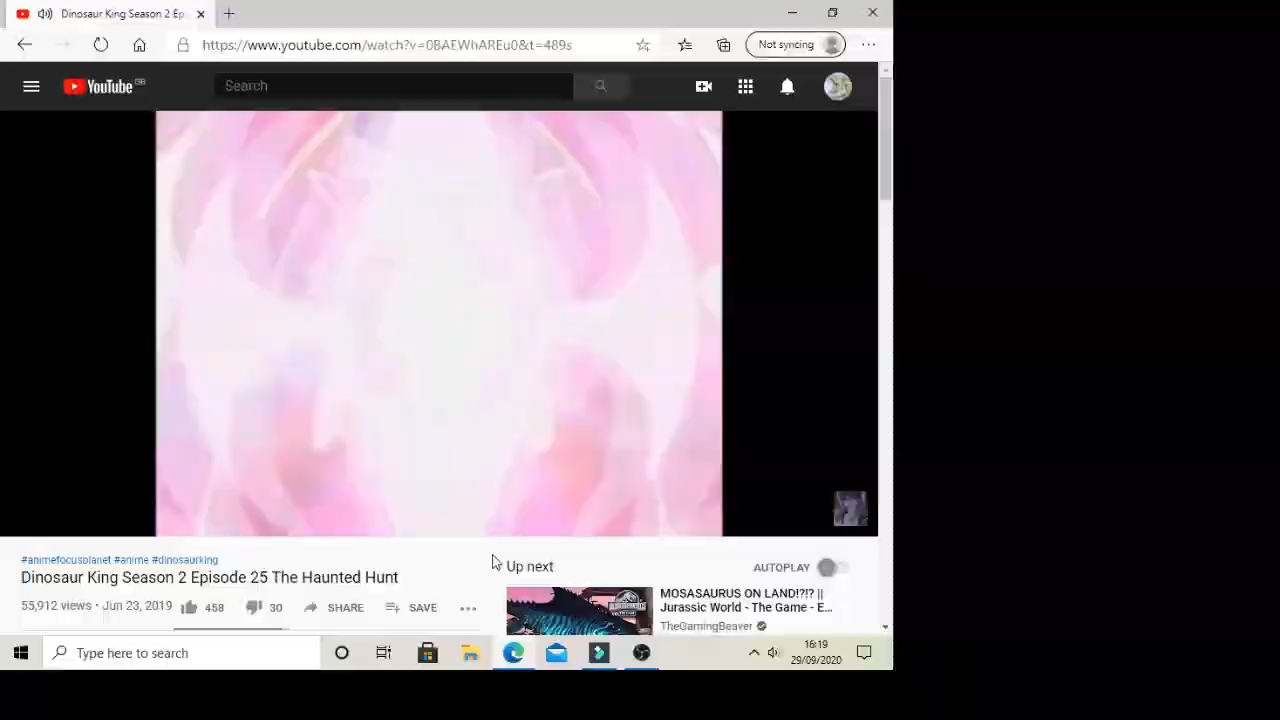 Dinosaur King Season 2 Ep
https://www.youtube.com/watch?v=0BAEWhAREu0&t=489s
Not syncing
YouTube GB
Search
#animefocusplanet #anime #dinosaurking
Dinosaur King Season 2 Episode 25 The Haunted Hunt
55,912 views • Jun 23, 2019
458
30
SHARE
SAVE
Up next
AUTOPLAY
MOSASAURUS ON LAND!?!? ||
Jurassic World - The Game - E...
TheGamingBeaver
Type here to search
16:19
29/09/2020